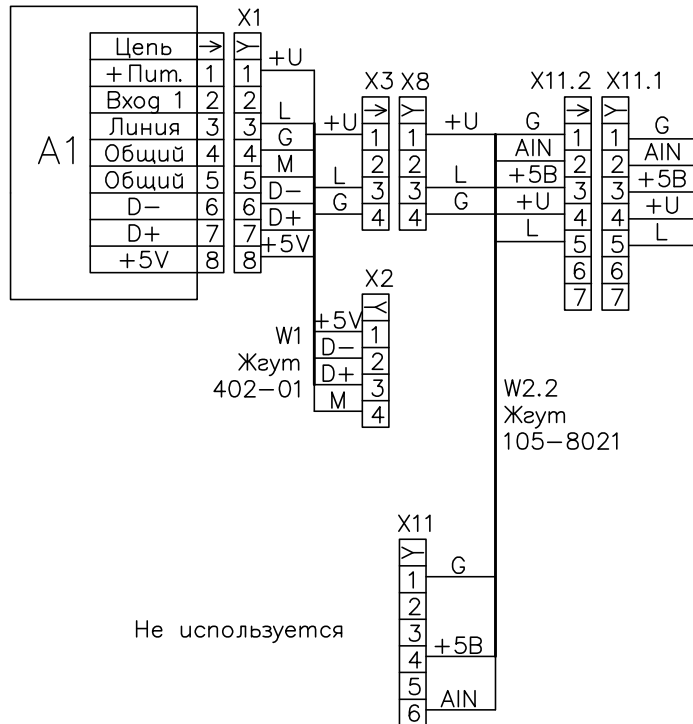 X1
Цепь
+Пит. 1 1 +U
Вход 1 2 2
Линия 3 3 L
Общий 4 4 G
Общий 5 5 M
D− 6 6 D−
D+ 7 7 D+
+5V 8 8 +5V
A1
X3 X8
+U 1 1 +U
2 2
L 3 3 L
G 4 4 G
X11.2 X11.1
G 1 1 G
AIN 2 2 AIN
+5В 3 3 +5В
+U 4 4 +U
L 5 5 L
6 6
7 7
X2
+5V 1
D− 2
D+ 3
M 4
W1
Жгут
402−01
W2.2
Жгут
105−8021
X11
1 G
2
3
4 +5В
5
6 AIN
Не используется